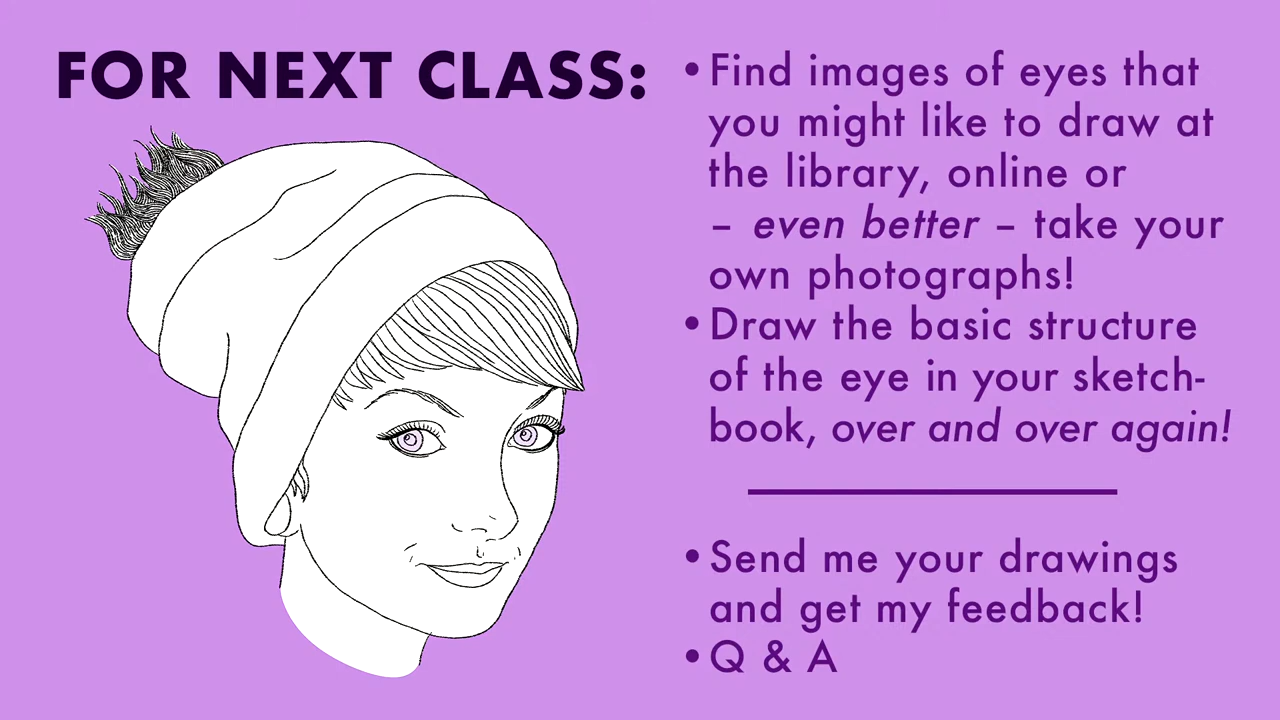 FOR NEXT CLASS:
•Find images of eyes that
you might like to draw at
the library, online or
– even better – take your
own photographs!
•Draw the basic structure
of the eye in your sketch-
book, over and over again!
•Send me your drawings
and get my feedback!
•Q & A